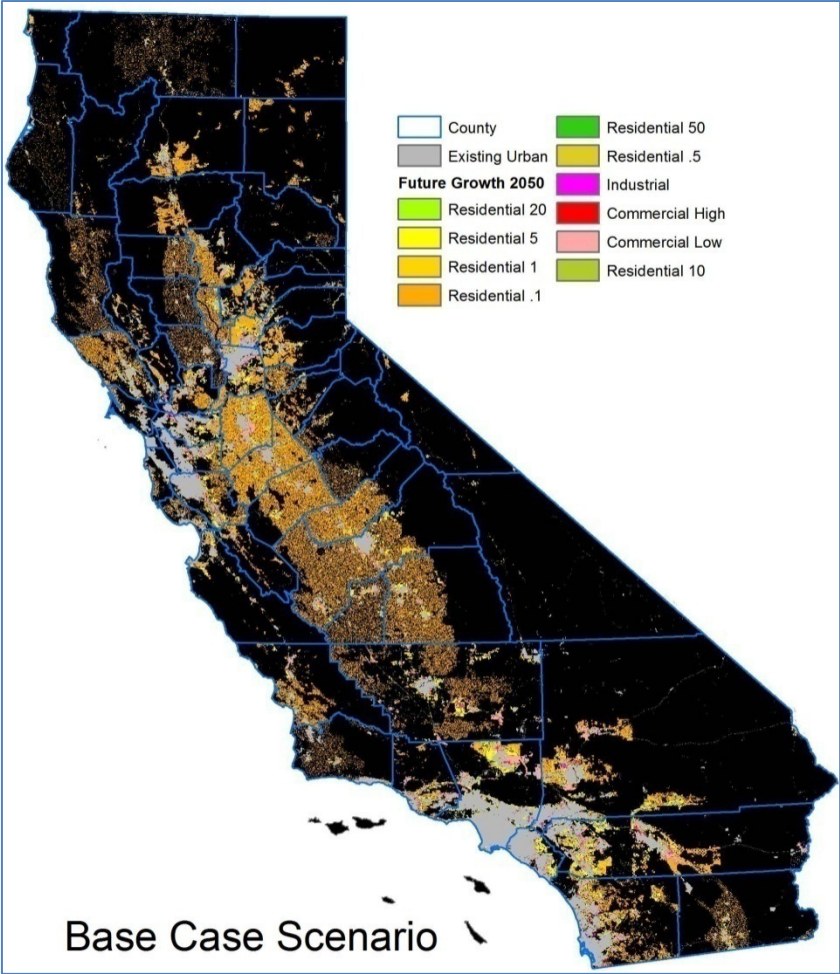 County
Existing Urban
Future Growth 2050
Residential 20
Residential 5
Residential 1
Residential .1
Residential 50
Residential .5
Industrial
Commercial High
Commercial Low
Residential 10
Base Case Scenario